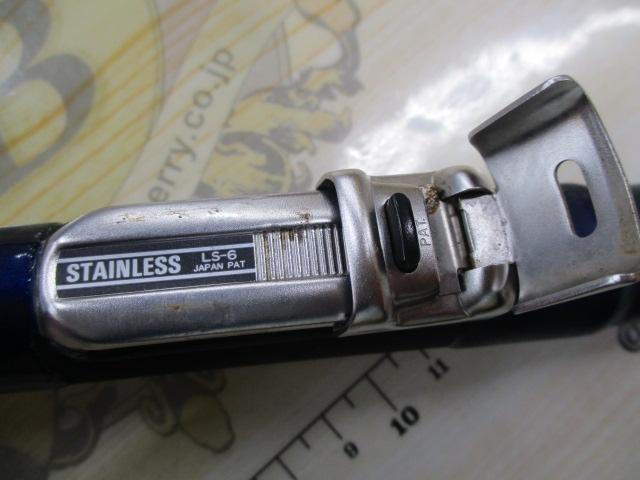 B
erry.co.jp
STAINLESS LS-6
JAPAN PAT
PAT.
9 10 11